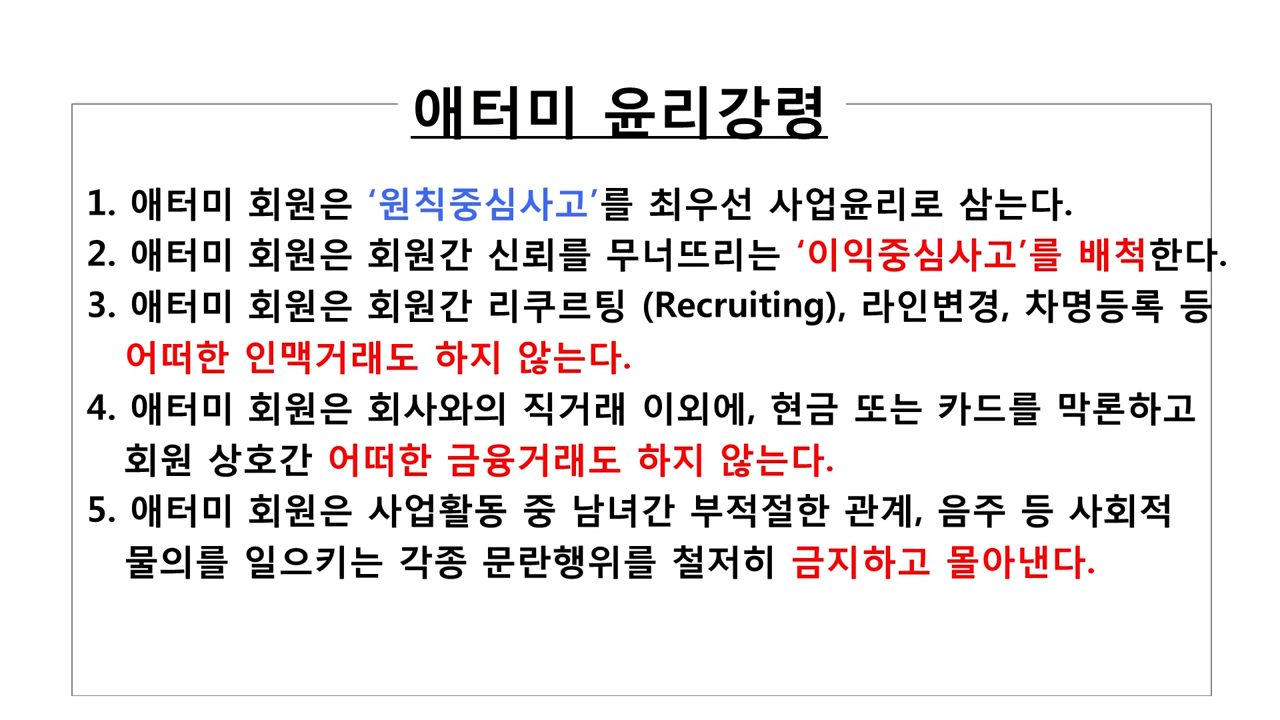 애터미 윤리강령
1. 애터미 회원은 ‘원칙중심사고’를 최우선 사업윤리로 삼는다.
2. 애터미 회원은 회원간 신뢰를 무너뜨리는 ‘이익중심사고’를 배척한다.
3. 애터미 회원은 회원간 리쿠르팅 (Recruiting), 라인변경, 차명등록 등
어떠한 인맥거래도 하지 않는다.
4. 애터미 회원은 회사와의 직거래 이외에, 현금 또는 카드를 막론하고
회원 상호간 어떠한 금융거래도 하지 않는다.
5. 애터미 회원은 사업활동 중 남녀간 부적절한 관계, 음주 등 사회적
물의를 일으키는 각종 문란행위를 철저히 금지하고 몰아낸다.